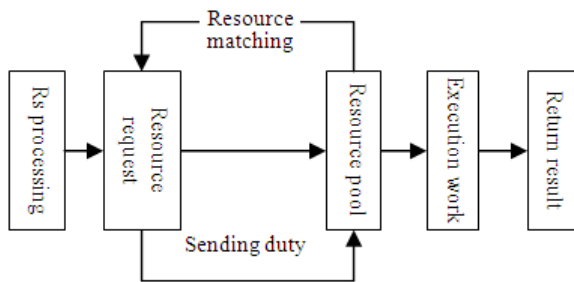 Resource
matching
Rs processing
Resource
request
Resource pool
Execution work
Return result
Sending duty